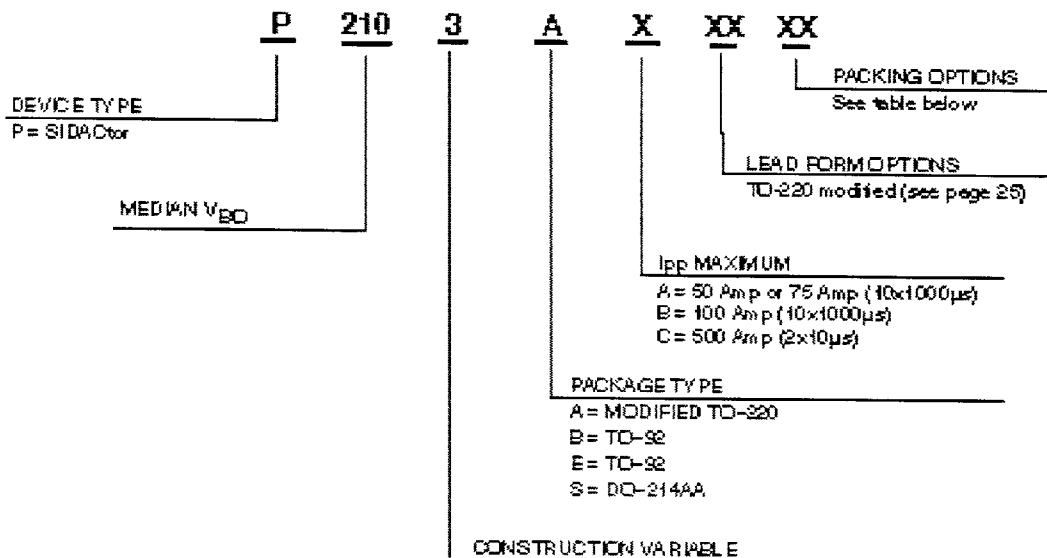 P 210 3 A X XX XX
PACKING OPTIONS
See table below
DEVICE TYPE
P = SIDACtor
LEAD FORM OPTIONS
TO-220 modified (see page 26)
MEDIAN VBO
Ipp MAXIMUM
A = 50 Amp or 75 Amp (10x1000µs)
B = 100 Amp (10x1000µs)
C = 500 Amp (2x10µs)
PACKAGE TYPE
A = MODIFIED TO-220
B = TO-92
E = TO-92
S = DO-214AA
CONSTRUCTION VARIABLE